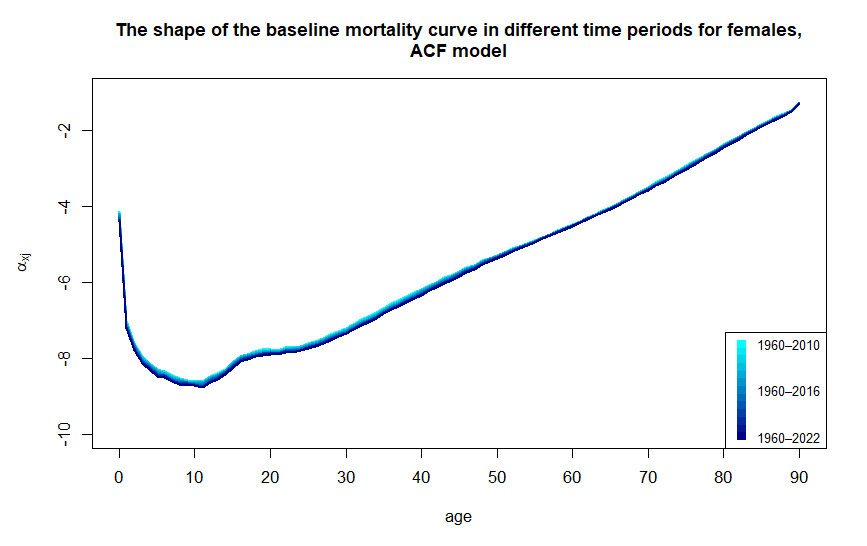 The shape of the baseline mortality curve in different time periods for females,
ACF model
-2
-4
-6
-8
-10
αxj
0 10 20 30 40 50 60 70 80 90
age
1960–2010
1960–2016
1960–2022